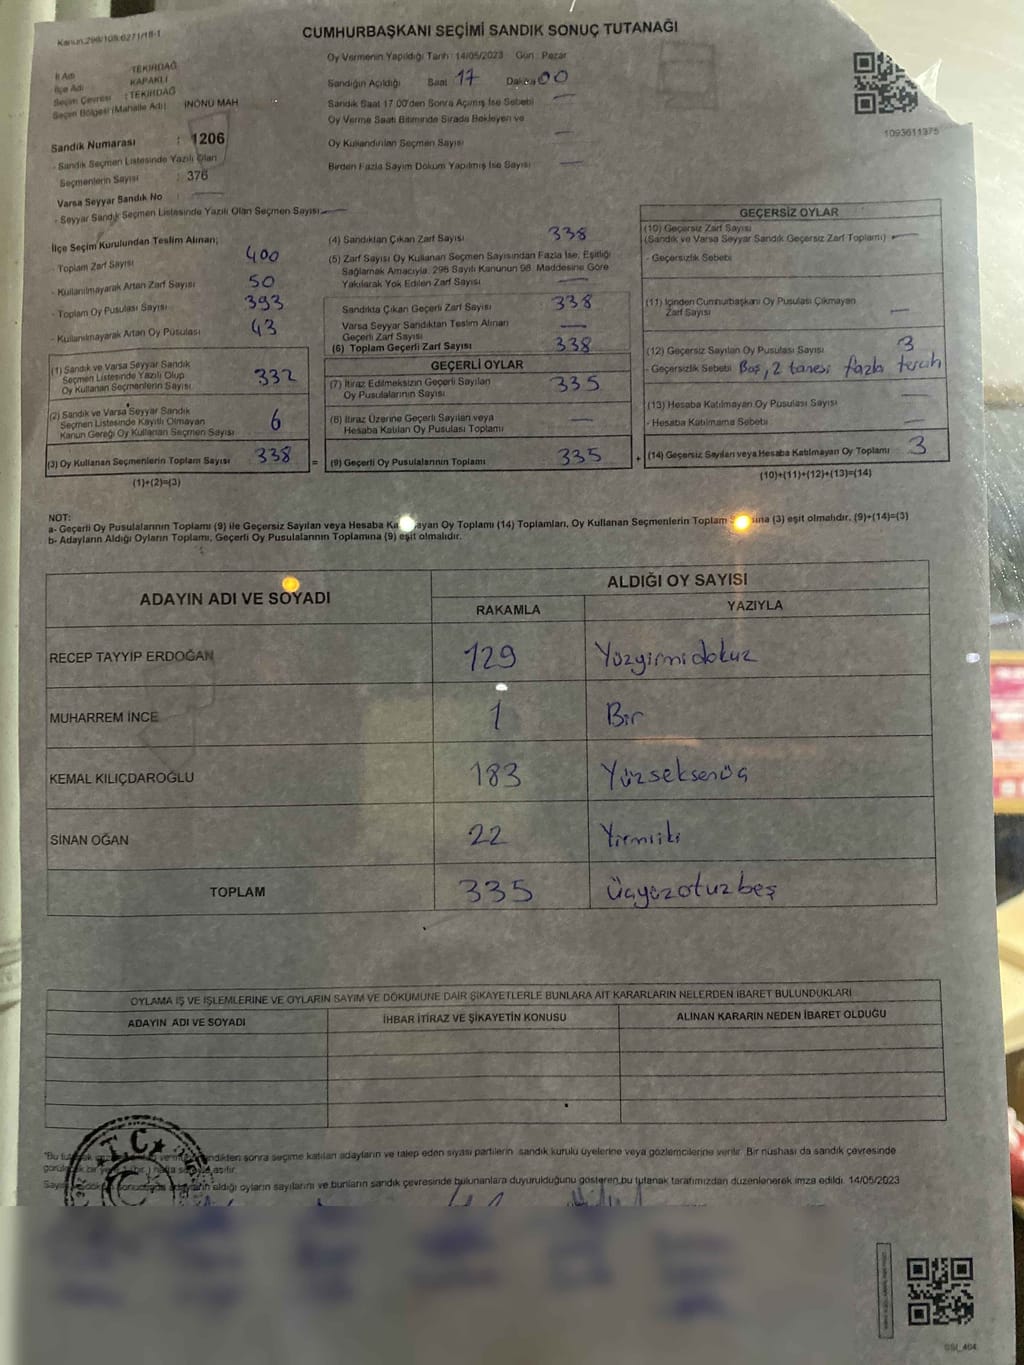 Kanun:298/105:6271/18-1
CUMHURBAŞKANI SEÇİMİ SANDIK SONUÇ TUTANAĞI
İl Adı TEKİRDAĞ
İlçe Adı KAPAKLI
Seçim Çevresi : TEKİRDAĞ
Seçim Bölgesi (Mahalle Adı) İNÖNÜ MAH
Sandık Numarası : 1206
- Sandık Seçmen Listesinde Yazılı Olan
Seçmenlerin Sayısı : 376
Varsa Seyyar Sandık No
- Seyyar Sandık Seçmen Listesinde Yazılı Olan Seçmen Sayısı
Oy Vermenin Yapıldığı Tarih : 14/05/2023 Gün : Pazar
Sandığın Açıldığı Saat 17 Dakika 00
Sandık Saat 17.00'den Sonra Açılmış İse Sebebi
Oy Verme Saati Bitiminde Sırada Bekleyen ve
Oy Kullandırılan Seçmen Sayısı
Birden Fazla Sayım Döküm Yapılmış İse Sayısı
1093611375
İlçe Seçim Kurulundan Teslim Alınan;
- Toplam Zarf Sayısı 400
- Kullanılmayarak Artan Zarf Sayısı 50
- Toplam Oy Pusulası Sayısı 393
- Kullanılmayarak Artan Oy Pusulası 43
(1) Sandık ve Varsa Seyyar Sandık
Seçmen Listesinde Yazılı Olup
Oy Kullanan Seçmenlerin Sayısı 332
(2) Sandık ve Varsa Seyyar Sandık
Seçmen Listesinde Kayıtlı Olmayan
Kanun Gereği Oy Kullanan Seçmen Sayısı 6
(3) Oy Kullanan Seçmenlerin Toplam Sayısı 338 =
(1)+(2)=(3)
(4) Sandıktan Çıkan Zarf Sayısı 338
(5) Zarf Sayısı Oy Kullanan Seçmen Sayısından Fazla İse, Eşitliği
Sağlamak Amacıyla, 298 Sayılı Kanunun 98. Maddesine Göre
Yakılarak Yok Edilen Zarf Sayısı
Sandıkta Çıkan Geçerli Zarf Sayısı 338
Varsa Seyyar Sandıktan Teslim Alınan
Geçerli Zarf Sayısı
(6) Toplam Geçerli Zarf Sayısı 338
GEÇERLİ OYLAR
(7) İtiraz Edilmeksizin Geçerli Sayılan
Oy Pusulalarının Sayısı 335
(8) İtiraz Üzerine Geçerli Sayılan veya
Hesaba Katılan Oy Pusulası Toplamı
(9) Geçerli Oy Pusulalarının Toplamı 335 +
GEÇERSİZ OYLAR
(10) Geçersiz Zarf Sayısı
(Sandık ve Varsa Seyyar Sandık Geçersiz Zarf Toplamı)
- Geçersizlik Sebebi
(11) İçinden Cumhurbaşkanı Oy Pusulası Çıkmayan
Zarf Sayısı
(12) Geçersiz Sayılan Oy Pusulası Sayısı 3
- Geçersizlik Sebebi Boş, 2 tanesi fazla tercih
(13) Hesaba Katılmayan Oy Pusulası Sayısı
- Hesaba Katılmama Sebebi
(14) Geçersiz Sayılan veya Hesaba Katılmayan Oy Toplamı 3
(10)+(11)+(12)+(13)=(14)
NOT:
a- Geçerli Oy Pusulalarının Toplamı (9) ile Geçersiz Sayılan veya Hesaba Katılmayan Oy Toplamı (14) Toplamları, Oy Kullanan Seçmenlerin Toplam Sayısına (3) eşit olmalıdır. (9)+(14)=(3)
b- Adayların Aldığı Oyların Toplamı, Geçerli Oy Pusulalarının Toplamına (9) eşit olmalıdır.
ADAYIN ADI VE SOYADI
ALDIĞI OY SAYISI
RAKAMLA YAZIYLA
RECEP TAYYİP ERDOĞAN 129 Yüzyirmidokuz
MUHARREM İNCE 1 Bir
KEMAL KILIÇDAROĞLU 183 Yüzseksenüç
SİNAN OĞAN 22 Yirmiiki
TOPLAM 335 Üçyüzotuzbeş
OYLAMA İŞ VE İŞLEMLERİNE VE OYLARIN SAYIM VE DÖKÜMÜNE DAİR ŞİKAYETLERLE BUNLARA AİT KARARLARIN NELERDEN İBARET BULUNDUKLARI
ADAYIN ADI VE SOYADI İHBAR İTİRAZ VE ŞİKAYETİN KONUSU ALINAN KARARIN NEDEN İBARET OLDUĞU
T.C.
"Bu sonra seçime katılan adayların ve talep eden siyasi partilerin sandık kurulu üyelerine veya gözlemcilerine verilir. Bir nüshası da sandık çevresinde
asılır.
aldığı oyların sayılarını ve bunların sandık çevresinde bulunanlara duyurulduğunu gösteren bu tutanak tarafımızdan düzenlenerek imza edildi. 14/05/2023